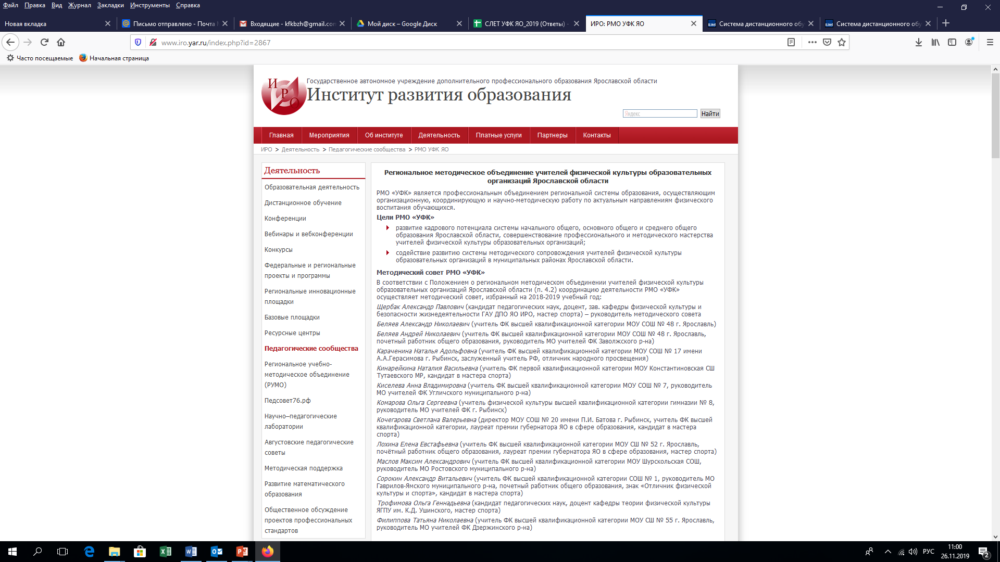 Файл Правка Вид Журнал Закладки Инструменты Справка
Новая вкладка
Письмо отправлено - Почта
Входящие - kfkbzh@gmail.con
Мой диск – Google Диск
СЛЕТ УФК ЯО_2019 (Ответы) -
ИРО: РМО УФК ЯО
Система дистанционного об
Система дистанционного об
www.iro.yar.ru/index.php?id=2867
Часто посещаемые Начальная страница
И Р О
Государственное автономное учреждение дополнительного профессионального образования Ярославской области
Институт развития образования
Яндекс Найти
Главная Мероприятия Об институте Деятельность Платные услуги Партнеры Контакты
ИРО > Деятельность > Педагогические сообщества > РМО УФК ЯО
Деятельность
Образовательная деятельность
Дистанционное обучение
Конференции
Вебинары и вебконференции
Конкурсы
Федеральные и региональные
проекты и программы
Региональные инновационные
площадки
Базовые площадки
Ресурсные центры
Педагогические сообщества
Региональное учебно-
методическое объединение
(РУМО)
Педсовет76.рф
Научно–педагогические
лаборатории
Августовские педагогические
советы
Методическая поддержка
Развитие математического
образования
Общественное обсуждение
проектов профессиональных
стандартов
Региональное методическое объединение учителей физической культуры образовательных
организаций Ярославской области
РМО «УФК» является профессиональным объединением региональной системы образования, осуществляющим
организационную, координирующую и научно-методическую работу по актуальным направлениям физического
воспитания обучающихся.
Цели РМО «УФК»
развитие кадрового потенциала системы начального общего, основного общего и среднего общего
образования Ярославской области, совершенствование профессионального и методического мастерства
учителей физической культуры образовательных организаций;
содействие развитию системы методического сопровождения учителей физической культуры
образовательных организаций в муниципальных районах Ярославской области.
Методический совет РМО «УФК»
В соответствии с Положением о региональном методическом объединении учителей физической культуры
образовательных организаций Ярославской области (п. 4.2) координацию деятельности РМО «УФК»
осуществляет методический совет, избранный на 2018-2019 учебный год:
Щербак Александр Павлович (кандидат педагогических наук, доцент, зав. кафедры физической культуры и
безопасности жизнедеятельности ГАУ ДПО ЯО ИРО, мастер спорта) – руководитель методического совета
Беляев Александр Николаевич (учитель ФК высшей квалификационной категории МОУ СОШ № 48 г. Ярославль)
Беляев Андрей Николаевич (учитель ФК высшей квалификационной категории МОУ СОШ № 48 г. Ярославль,
почетный работник общего образования, руководитель МО учителей ФК Заволжского р-на)
Караченина Наталья Адольфовна (учитель ФК высшей квалификационной категории МОУ СОШ № 17 имени
А.А.Герасимова г. Рыбинск, заслуженный учитель РФ, отличник народного просвещения)
Кинарейкина Наталия Васильевна (учитель ФК первой квалификационной категории МОУ Константиновская СШ
Тутаевского МР, кандидат в мастера спорта)
Киселева Анна Владимировна (учитель ФК высшей квалификационной категории МОУ СОШ № 7, руководитель
МО учителей ФК Угличского муниципального р-на)
Комарова Ольга Сергеевна (учитель физической культуры высшей квалификационной категории гимназии № 8,
руководитель МО учителей ФК г. Рыбинск)
Кочегарова Светлана Валерьевна (директор МОУ СОШ № 20 имени П.И. Батова г. Рыбинск, учитель ФК высшей
квалификационной категории, лауреат премии губернатора ЯО в сфере образования, кандидат в мастера
спорта)
Лохина Елена Евстафьевна (учитель ФК высшей квалификационной категории МОУ СШ № 52 г. Ярославль,
почётный работник общего образования, лауреат премии губернатора ЯО в сфере образования, мастер спорта)
Маслов Максим Александрович (учитель ФК высшей квалификационной категории МОУ Шурскольская СОШ,
руководитель МО Ростовского муниципального р-на)
Сорокин Александр Витальевич (учитель ФК высшей квалификационной категории СОШ № 1, руководитель МО
Гаврилов-Ямского муниципального р-на, почетный работник общего образования, знак «Отличник физической
культуры и спорта», кандидат в мастера спорта)
Трофимова Ольга Геннадьевна (кандидат педагогических наук, доцент кафедры теории физической культуры
ЯГПУ им. К.Д. Ушинского, мастер спорта)
Филиппова Татьяна Николаевна (учитель ФК высшей квалификационной категории МОУ СШ № 55 г. Ярославль,
руководитель МО учителей ФК Дзержинского р-на)
РУС
11:00
26.11.2019
2